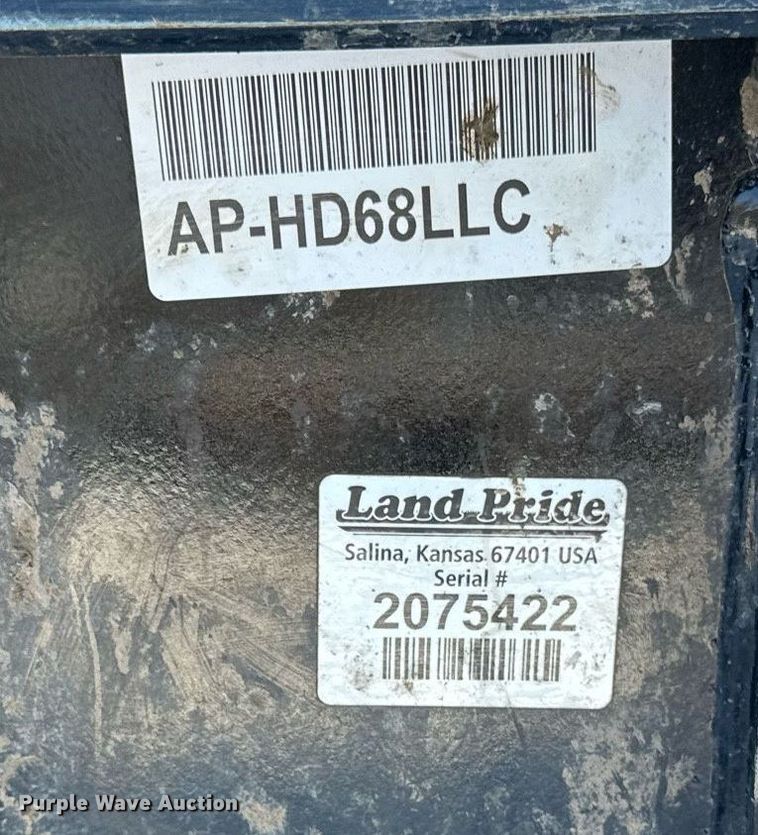 AP-HD68LLC
Land Pride
Salina, Kansas 67401 USA
Serial #
2075422
Purple Wave Auction